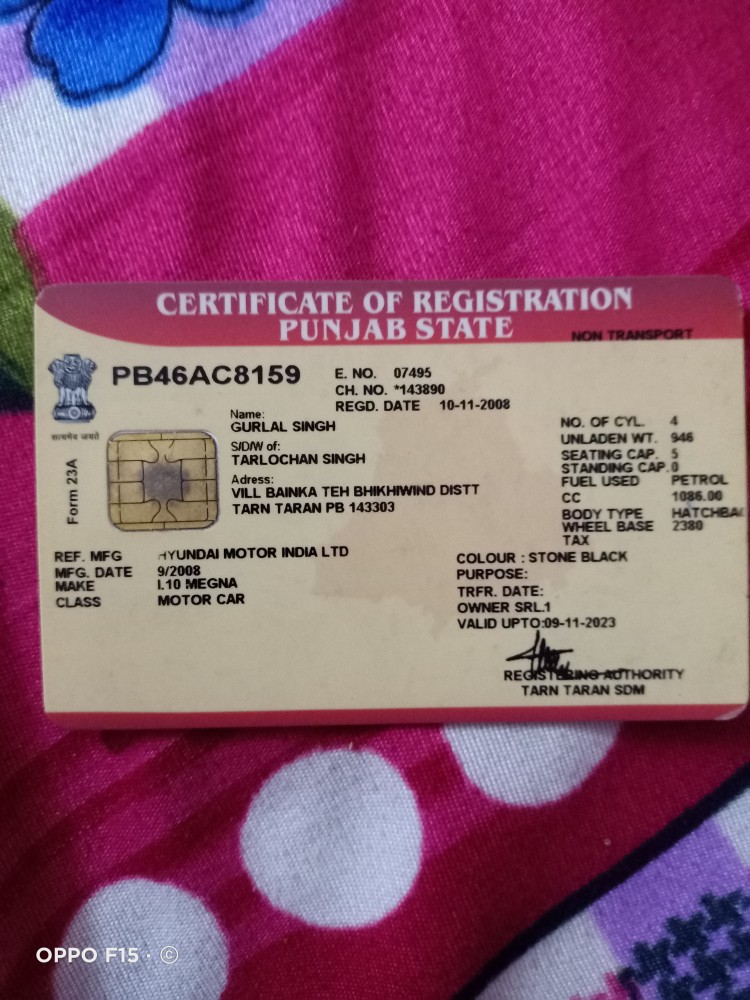 CERTIFICATE OF REGISTRATION
PUNJAB STATE
NON TRANSPORT
PB46AC8159
E. NO. 07495
CH. NO. *143890
REGD. DATE 10-11-2008
सत्यमेव जयते
Form 23A
Name:
GURLAL SINGH
S/D/W of:
TARLOCHAN SINGH
Adress:
VILL BAINKA TEH BHIKHIWIND DISTT
TARN TARAN PB 143303
NO. OF CYL. 4
UNLADEN WT. 946
SEATING CAP. 5
STANDING CAP.0
FUEL USED PETROL
CC 1086.00
BODY TYPE HATCHBA
WHEEL BASE 2380
TAX
REF. MFG HYUNDAI MOTOR INDIA LTD
MFG. DATE 9/2008
MAKE I.10 MEGNA
CLASS MOTOR CAR
COLOUR : STONE BLACK
PURPOSE:
TRFR. DATE:
OWNER SRL.1
VALID UPTO:09-11-2023
REGISTERING AUTHORITY
TARN TARAN SDM
OPPO F15 · ©